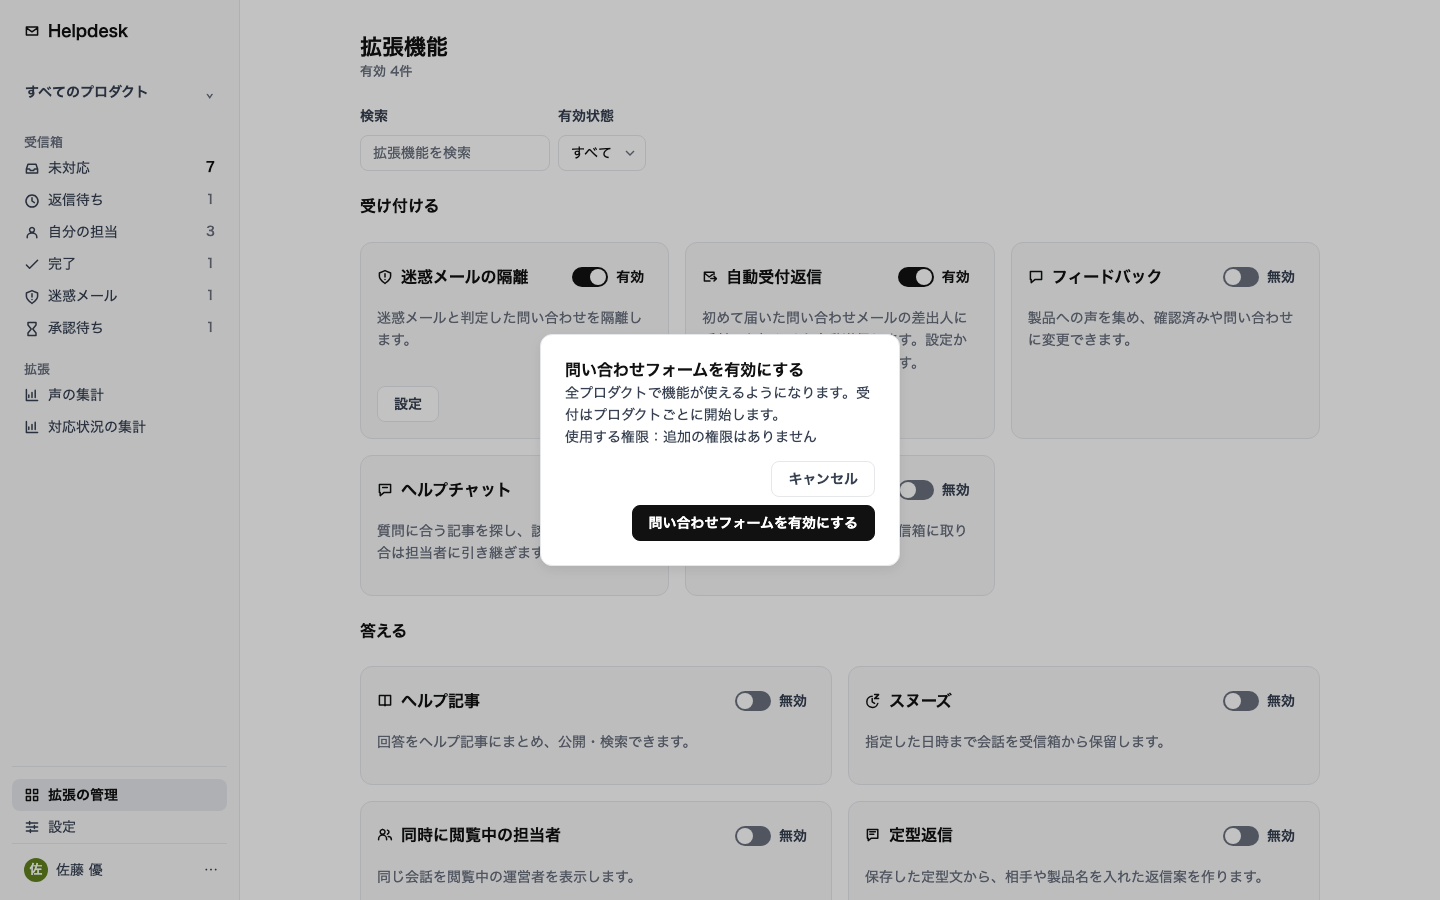 Helpdesk
すべてのプロダクト
受信箱
未対応 7
返信待ち 1
自分の担当 3
完了 1
迷惑メール 1
承認待ち 1
拡張
声の集計
対応状況の集計
拡張の管理
設定
佐 佐藤 優 …
拡張機能
有効 4件
検索 有効状態
拡張機能を検索 すべて
受け付ける
迷惑メールの隔離 有効
迷惑メールと判定した問い合わせを隔離し
ます。
設定
自動受付返信 有効
初めて届いた問い合わせメールの差出人に
す。設定か
す。
フィードバック 無効
製品への声を集め、確認済みや問い合わせ
に変更できます。
ヘルプチャット
質問に合う記事を探し、
合は担当者に引き継ぎます
無効
信箱に取り
問い合わせフォームを有効にする
全プロダクトで機能が使えるようになります。受
付はプロダクトごとに開始します。
使用する権限：追加の権限はありません
キャンセル
問い合わせフォームを有効にする
答える
ヘルプ記事 無効
回答をヘルプ記事にまとめ、公開・検索できます。
スヌーズ 無効
指定した日時まで会話を受信箱から保留します。
同時に閲覧中の担当者 無効
同じ会話を閲覧中の運営者を表示します。
定型返信 無効
保存した定型文から、相手や製品名を入れた返信案を作ります。